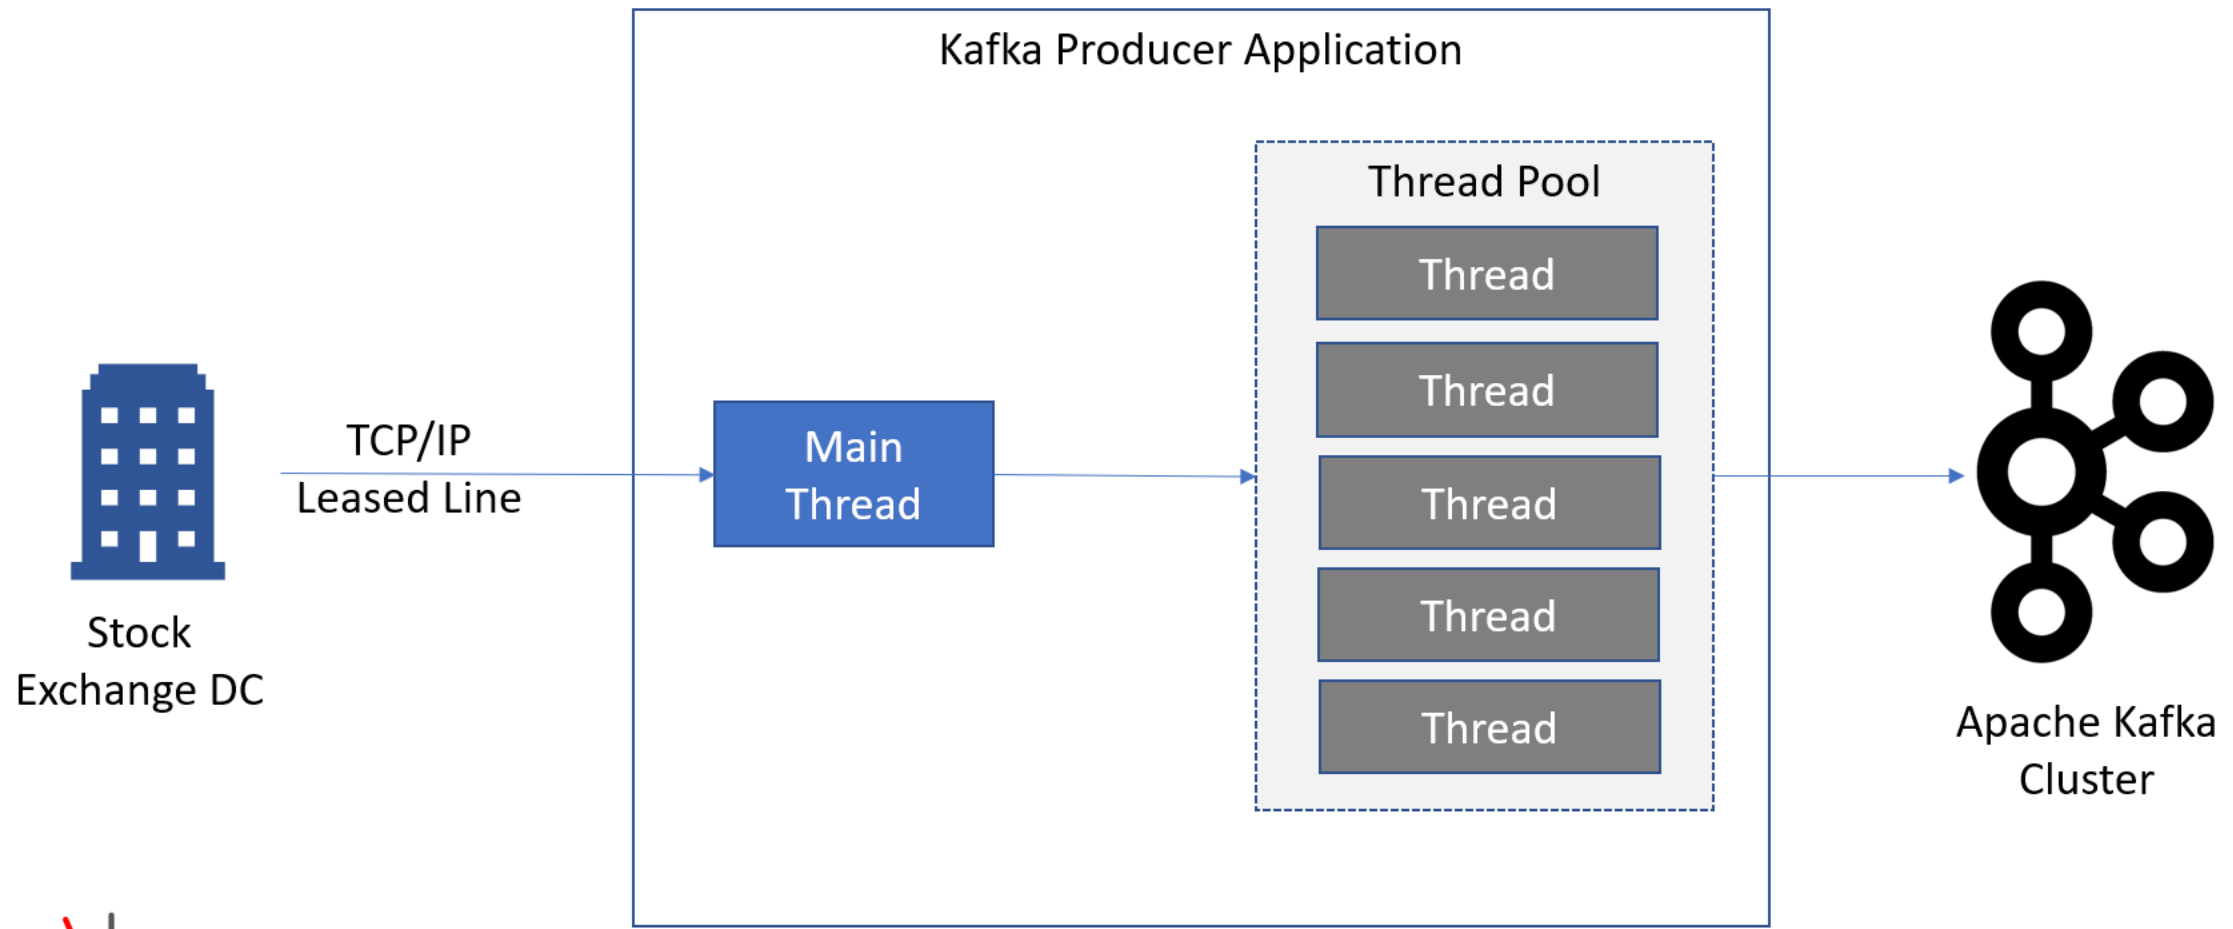 Kafka Producer Application
Thread Pool
Thread
Thread
Thread
Thread
Thread
Main
Thread
TCP/IP
Leased Line
Stock
Exchange DC
Apache Kafka
Cluster